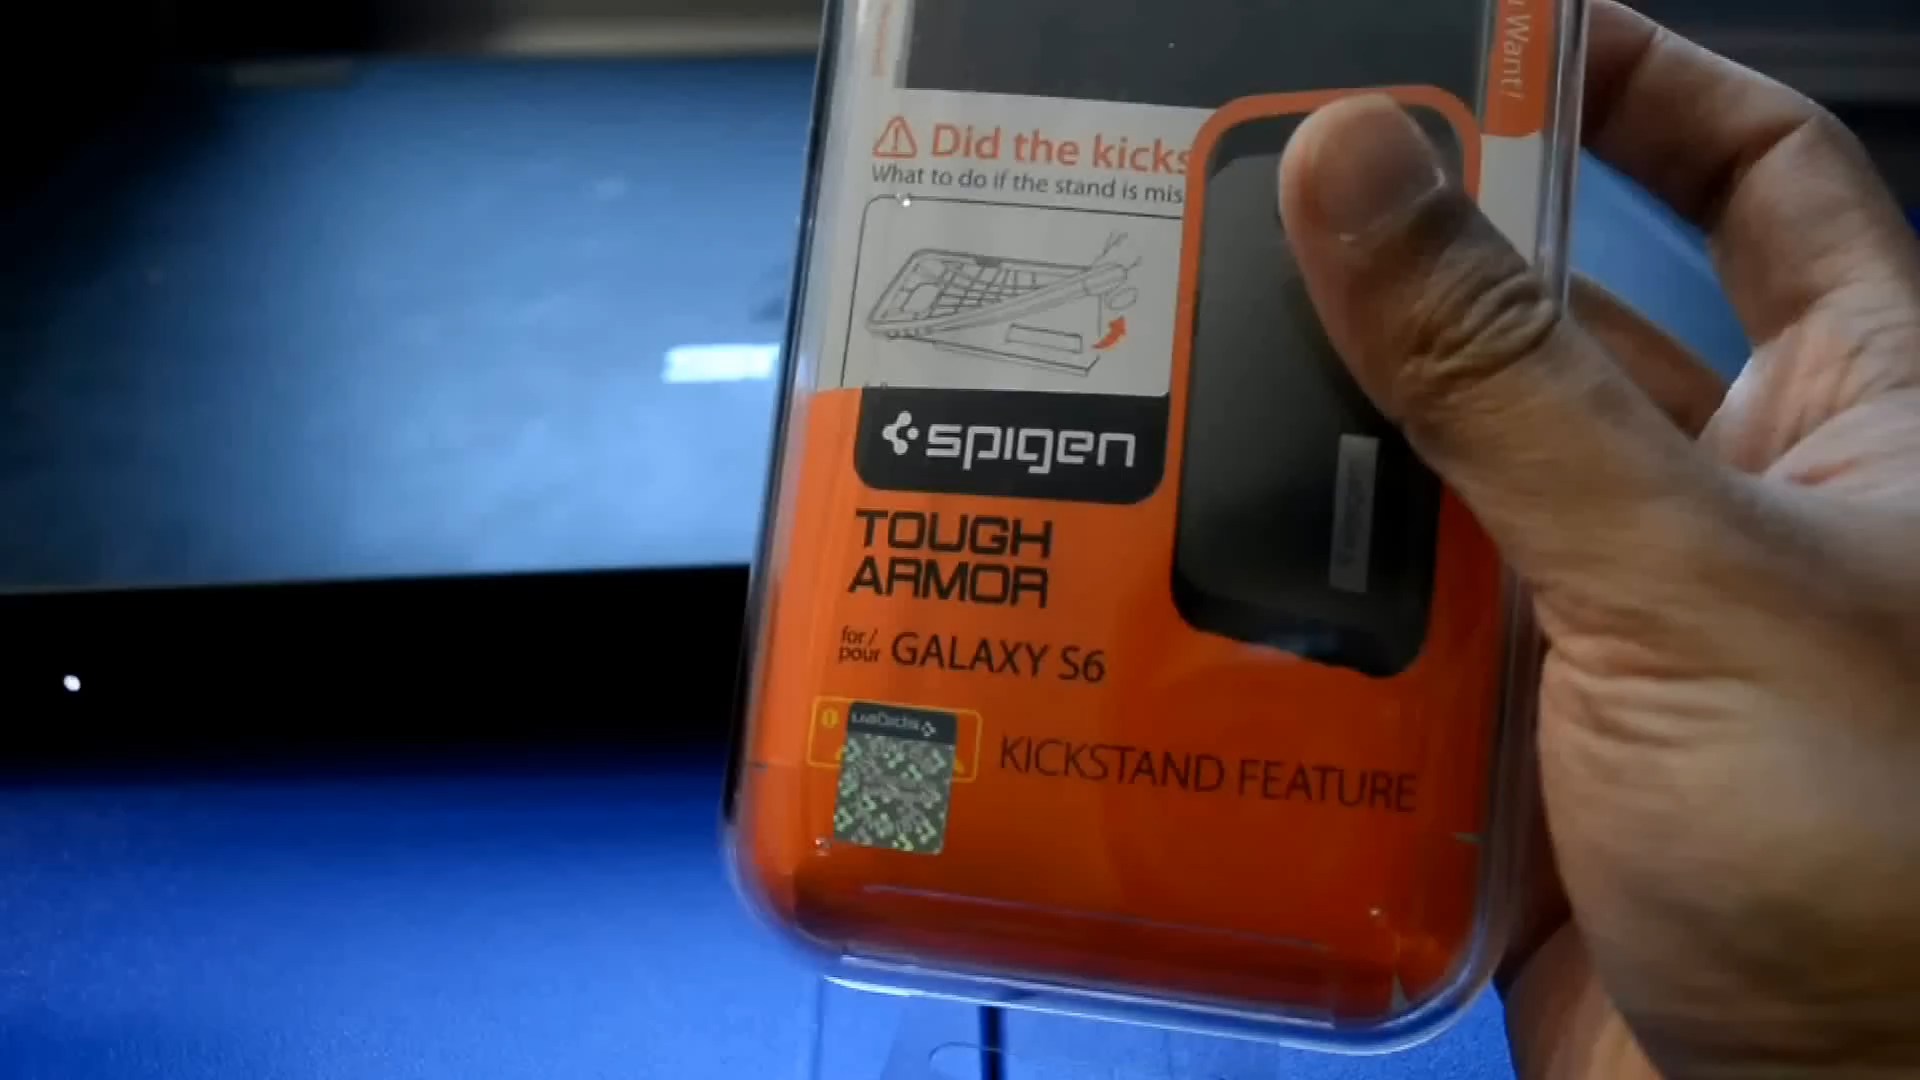 Want!
Did the kicks
What to do if the stand is mis
spigen
TOUGH
ARMOR
for/
pour
GALAXY S6
KICKSTAND FEATURE